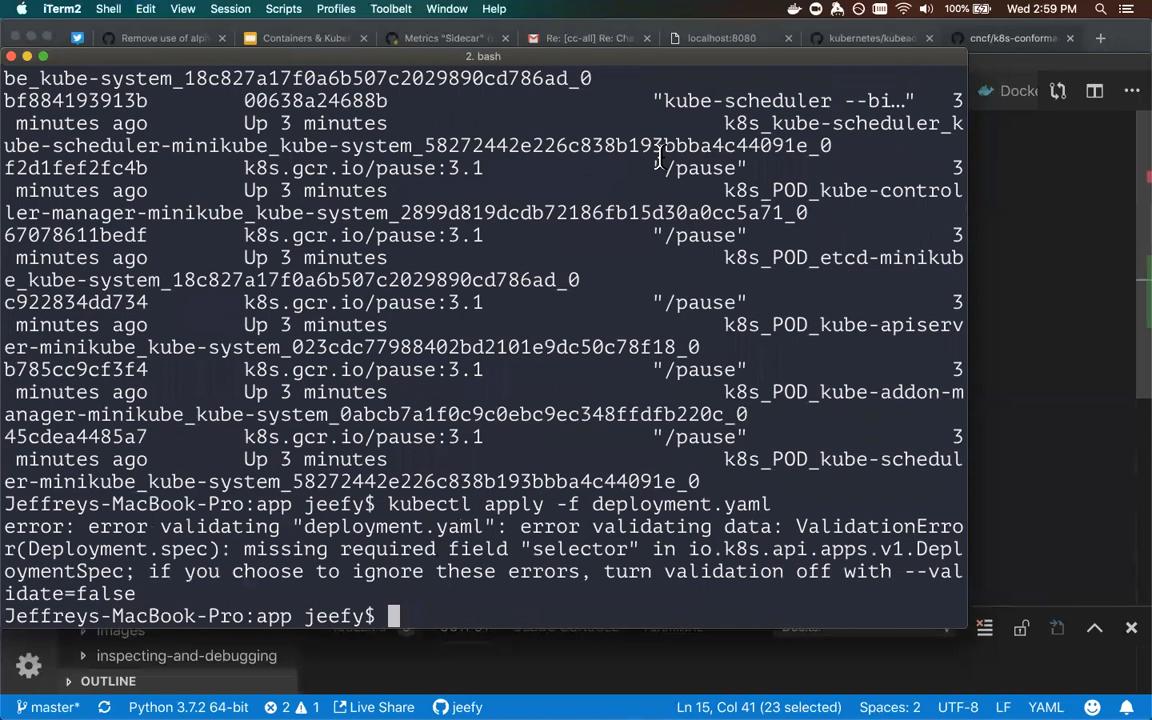 iTerm2 Shell Edit View Session Scripts Profiles Toolbelt Window Help 100% Wed 2:59 PM
Remove use of alp Containers & Kube Metrics "Sidecar" Re: [cc-all] Re: Ch localhost:8080 kubernetes/kubea cncf/k8s-conforma
2. bash
be_kube-system_18c827a17f0a6b507c2029890cd786ad_0
bf884193913b 00638a24688b "kube-scheduler --bi…" 3
minutes ago Up 3 minutes k8s_kube-scheduler_k
ube-scheduler-minikube_kube-system_58272442e226c838b193bbba4c44091e_0
f2d1fef2fc4b k8s.gcr.io/pause:3.1 "/pause" 3
minutes ago Up 3 minutes k8s_POD_kube-control
ler-manager-minikube_kube-system_2899d819dcdb72186fb15d30a0cc5a71_0
67078611bedf k8s.gcr.io/pause:3.1 "/pause" 3
minutes ago Up 3 minutes k8s_POD_etcd-minikub
e_kube-system_18c827a17f0a6b507c2029890cd786ad_0
c922834dd734 k8s.gcr.io/pause:3.1 "/pause" 3
minutes ago Up 3 minutes k8s_POD_kube-apiserv
er-minikube_kube-system_023cdc77988402bd2101e9dc50c78f18_0
b785cc9cf3f4 k8s.gcr.io/pause:3.1 "/pause" 3
minutes ago Up 3 minutes k8s_POD_kube-addon-m
anager-minikube_kube-system_0abcb7a1f0c9c0ebc9ec348ffdfb220c_0
45cdea4485a7 k8s.gcr.io/pause:3.1 "/pause" 3
minutes ago Up 3 minutes k8s_POD_kube-schedul
er-minikube_kube-system_58272442e226c838b193bbba4c44091e_0
Jeffreys-MacBook-Pro:app jeefy$ kubectl apply -f deployment.yaml
error: error validating "deployment.yaml": error validating data: ValidationErro
r(Deployment.spec): missing required field "selector" in io.k8s.api.apps.v1.Depl
oymentSpec; if you choose to ignore these errors, turn validation off with --val
idate=false
Jeffreys-MacBook-Pro:app jeefy$
Docke
images
inspecting-and-debugging
OUTLINE
master* Python 3.7.2 64-bit 2 1 Live Share jeefy Ln 15, Col 41 (23 selected) Spaces: 2 UTF-8 LF YAML